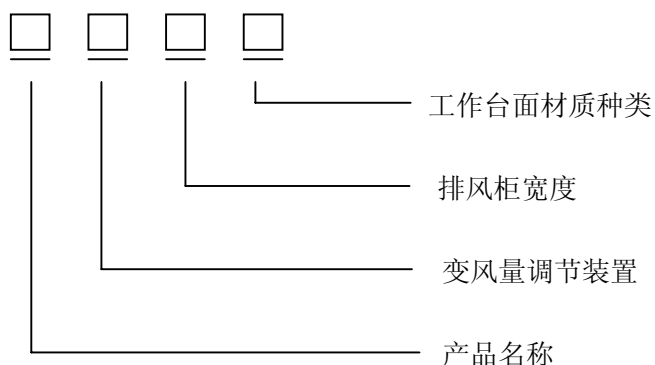 工作台面材质种类
排风柜宽度
变风量调节装置
产品名称